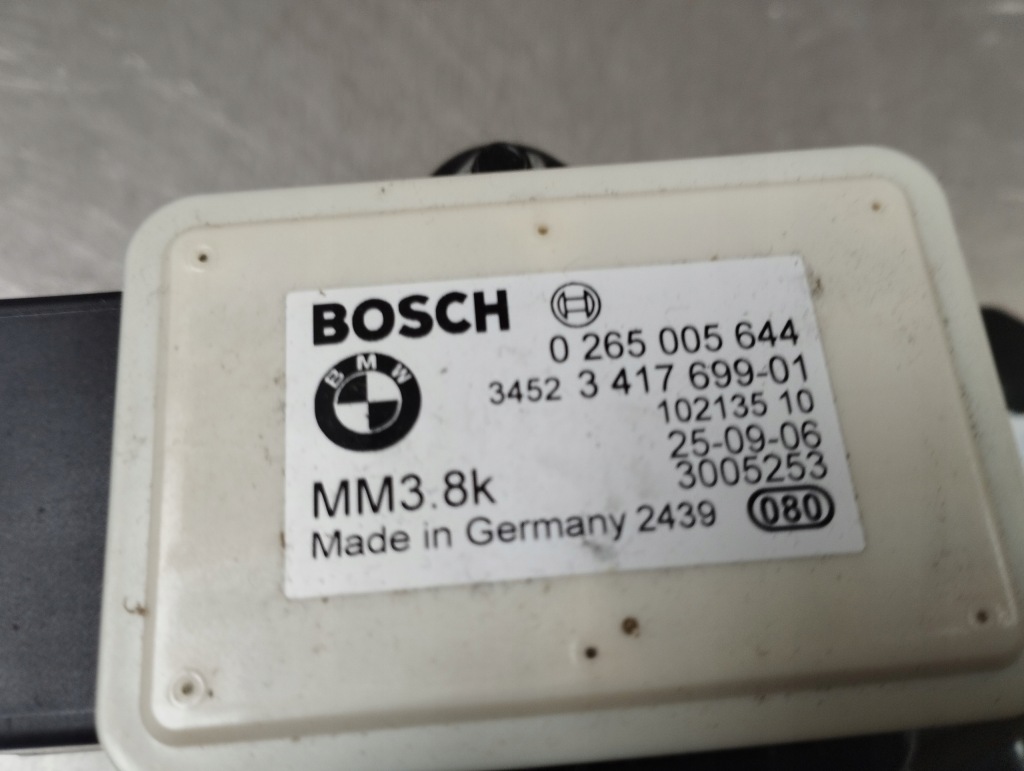 BOSCH
0 265 005 644
BMW
3452 3 417 699-01
102135 10
25-09-06
3005253
MM3.8k
Made in Germany 2439 080